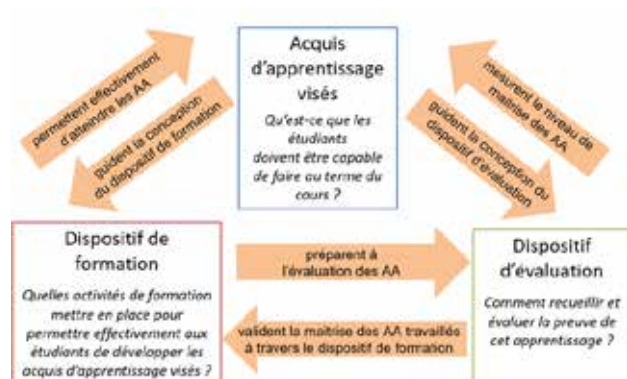 Acquis
d'apprentissage
visés
Qu'est-ce que les
étudiants
doivent être capable
de faire au terme du
cours ?
permettent effectivement
d'atteindre les AA
guident la conception
du dispositif de formation
mesurent le niveau de
maitrise des AA
guident la conception du
dispositif d'évaluation
Dispositif de
formation
Quelles activités de formation
mettre en place pour
permettre effectivement aux
étudiants de développer les
acquis d'apprentissage visés ?
préparent à
l'évaluation des AA
valident la maitrise des AA travaillés
à travers le dispositif de formation
Dispositif
d'évaluation
Comment recueillir et
évaluer la preuve de
cet apprentissage ?